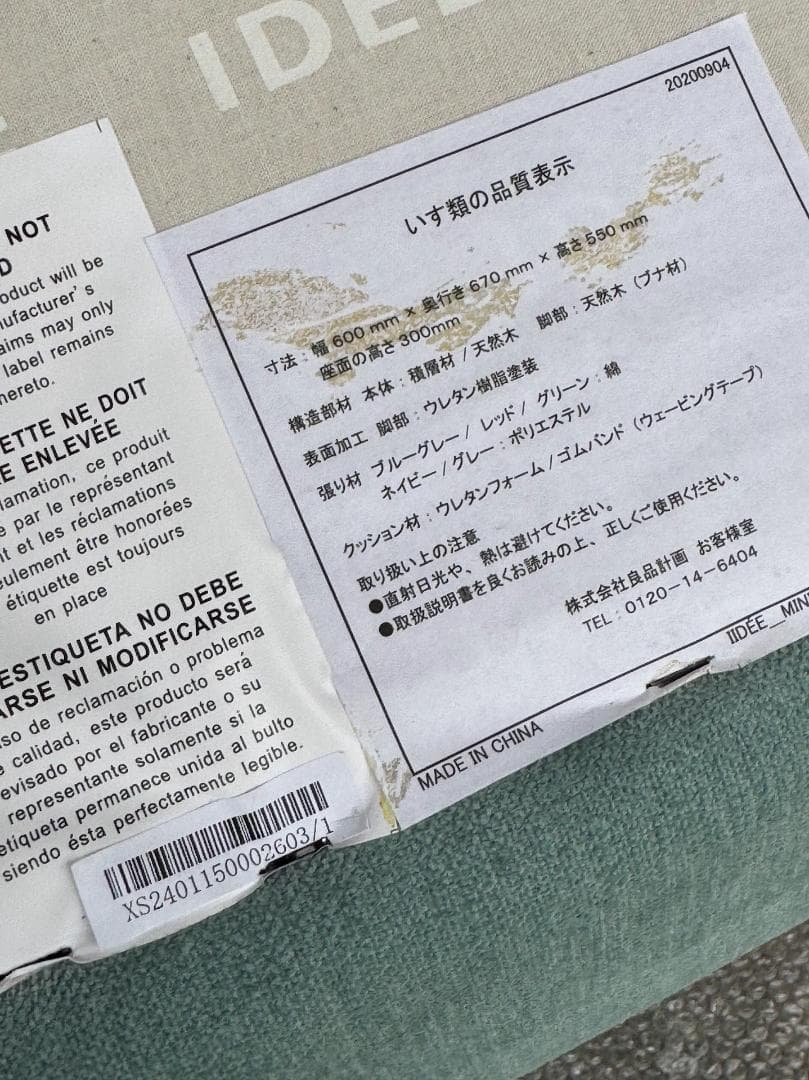 IDÉE
NOT
D
oduct will be
nufacturer's
aims may only
label remains
hereto.
ETTE NE DOIT
E ENLEVÉE
clamation, ce produit
é par le représentant
it et les réclamations
eulement être honorées
étiquette est toujours
en place
ESTIQUETA NO DEBE
ARSE NI MODIFICARSE
so de reclamación o problema
e calidad, este producto será
evisado por el fabricante o su
representante solamente si la
etiqueta permanece unida al bulto
siendo ésta perfectamente legible.
XS2401150002603/1
20200904
いす類の品質表示
寸法:幅 600 mm × 奥行き 670 mm × 高さ 550 mm
座面の高さ 300mm
構造部材 本体:積層材 / 天然木 脚部:天然木(ブナ材)
表面加工 脚部:ウレタン樹脂塗装
張り材 ブルーグレー / レッド / グリーン:綿
ネイビー / グレー:ポリエステル
クッション材:ウレタンフォーム / ゴムバンド(ウェービングテープ)
取り扱い上の注意
●直射日光や、熱は避けてください。
●取扱説明書を良くお読みの上、正しくご使用ください。
株式会社良品計画 お客様室
TEL:0120-14-6404
MADE IN CHINA
IIDÉE_MIN